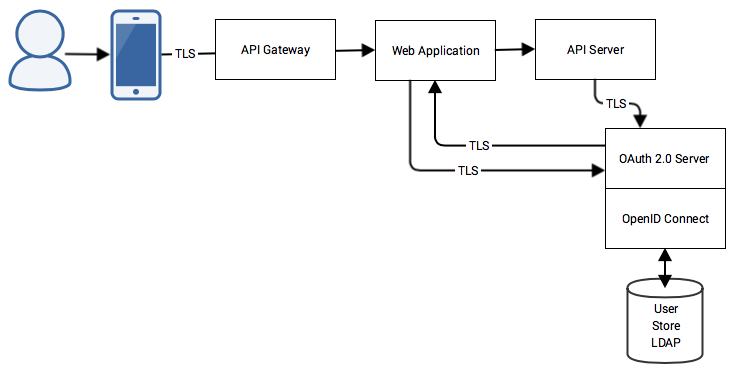 TLS
API Gateway
Web Application
API Server
TLS
TLS
TLS
OAuth 2.0 Server
OpenID Connect
User
Store
LDAP